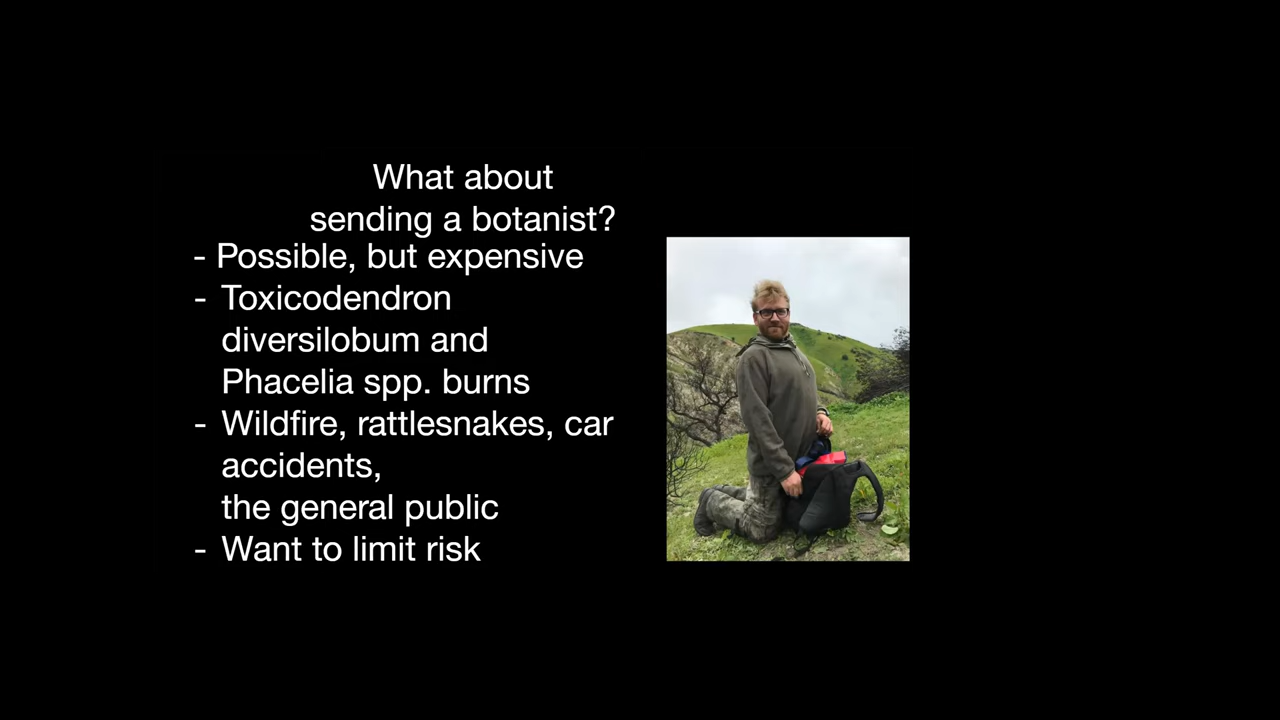 What about
sending a botanist?
- Possible, but expensive
- Toxicodendron
diversilobum and
Phacelia spp. burns
- Wildfire, rattlesnakes, car
accidents,
the general public
- Want to limit risk